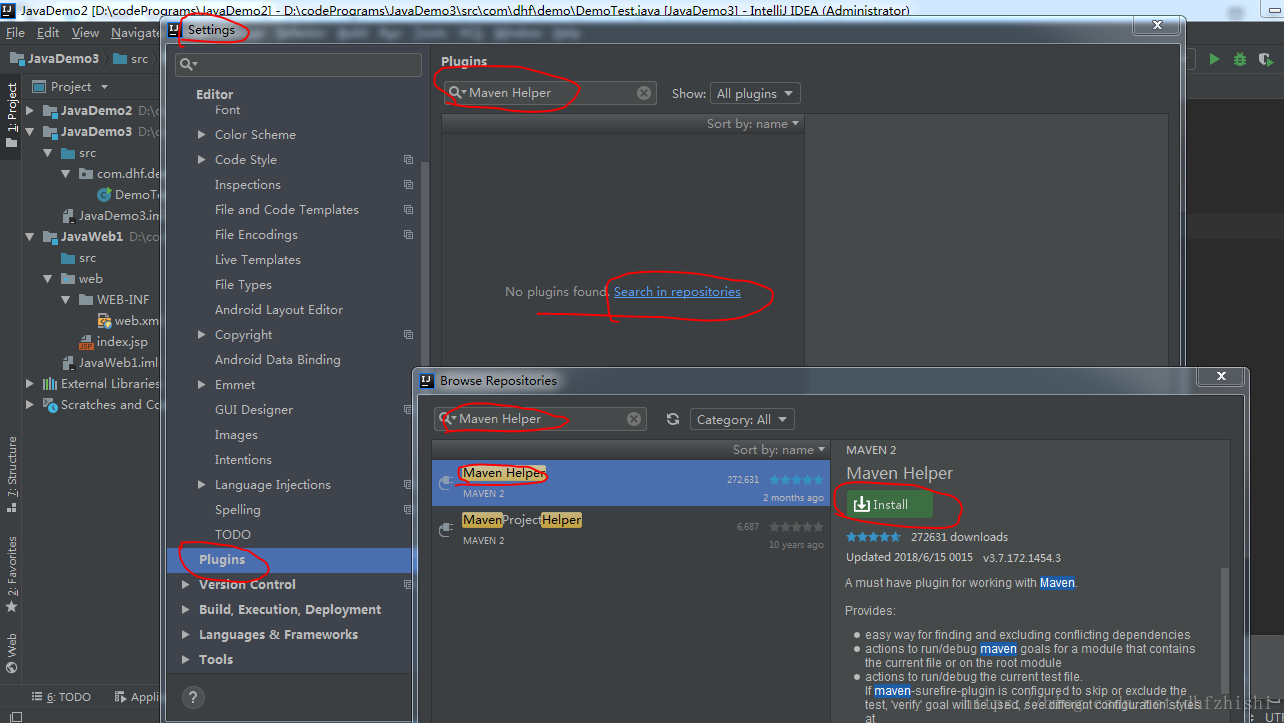 JavaDemo2 [D:\codePrograms\JavaDemo2] - D:\codePrograms\JavaDemo3\src\com\dhf\demo\DemoTest.java [JavaDemo3] - IntelliJ IDEA (Administrator)
File Edit View Navigate
JavaDemo3 src
Project
JavaDemo2 D:\c
JavaDemo3 D:\c
src
com.dhf.de
DemoTe
JavaDemo3.im
JavaWeb1 D:\co
src
web
WEB-INF
web.xm
index.jsp
JavaWeb1.iml
External Libraries
Scratches and Co
1: Project
7: Structure
2: Favorites
Web
6: TODO
Appli
Settings
Editor
Font
Color Scheme
Code Style
Inspections
File and Code Templates
File Encodings
Live Templates
File Types
Android Layout Editor
Copyright
Android Data Binding
Emmet
GUI Designer
Images
Intentions
Language Injections
Spelling
TODO
Plugins
Version Control
Build, Execution, Deployment
Languages & Frameworks
Tools
?
Plugins
Maven Helper
Show: All plugins
Sort by: name
No plugins found. Search in repositories
Browse Repositories
Maven Helper
Category: All
Sort by: name
Maven Helper
272,631
MAVEN 2
2 months ago
MavenProjectHelper
6,687
MAVEN 2
10 years ago
MAVEN 2
Maven Helper
Install
272631 downloads
Updated 2018/6/15 0015 v3.7.172.1454.3
A must have plugin for working with Maven.
Provides:
easy way for finding and excluding conflicting dependencies
actions to run/debug maven goals for a module that contains
the current file or on the root module
actions to run/debug the current test file.
If maven-surefire-plugin is configured to skip or exclude the
test, 'verify' goal will be used, see different configuration styles
at
UTF